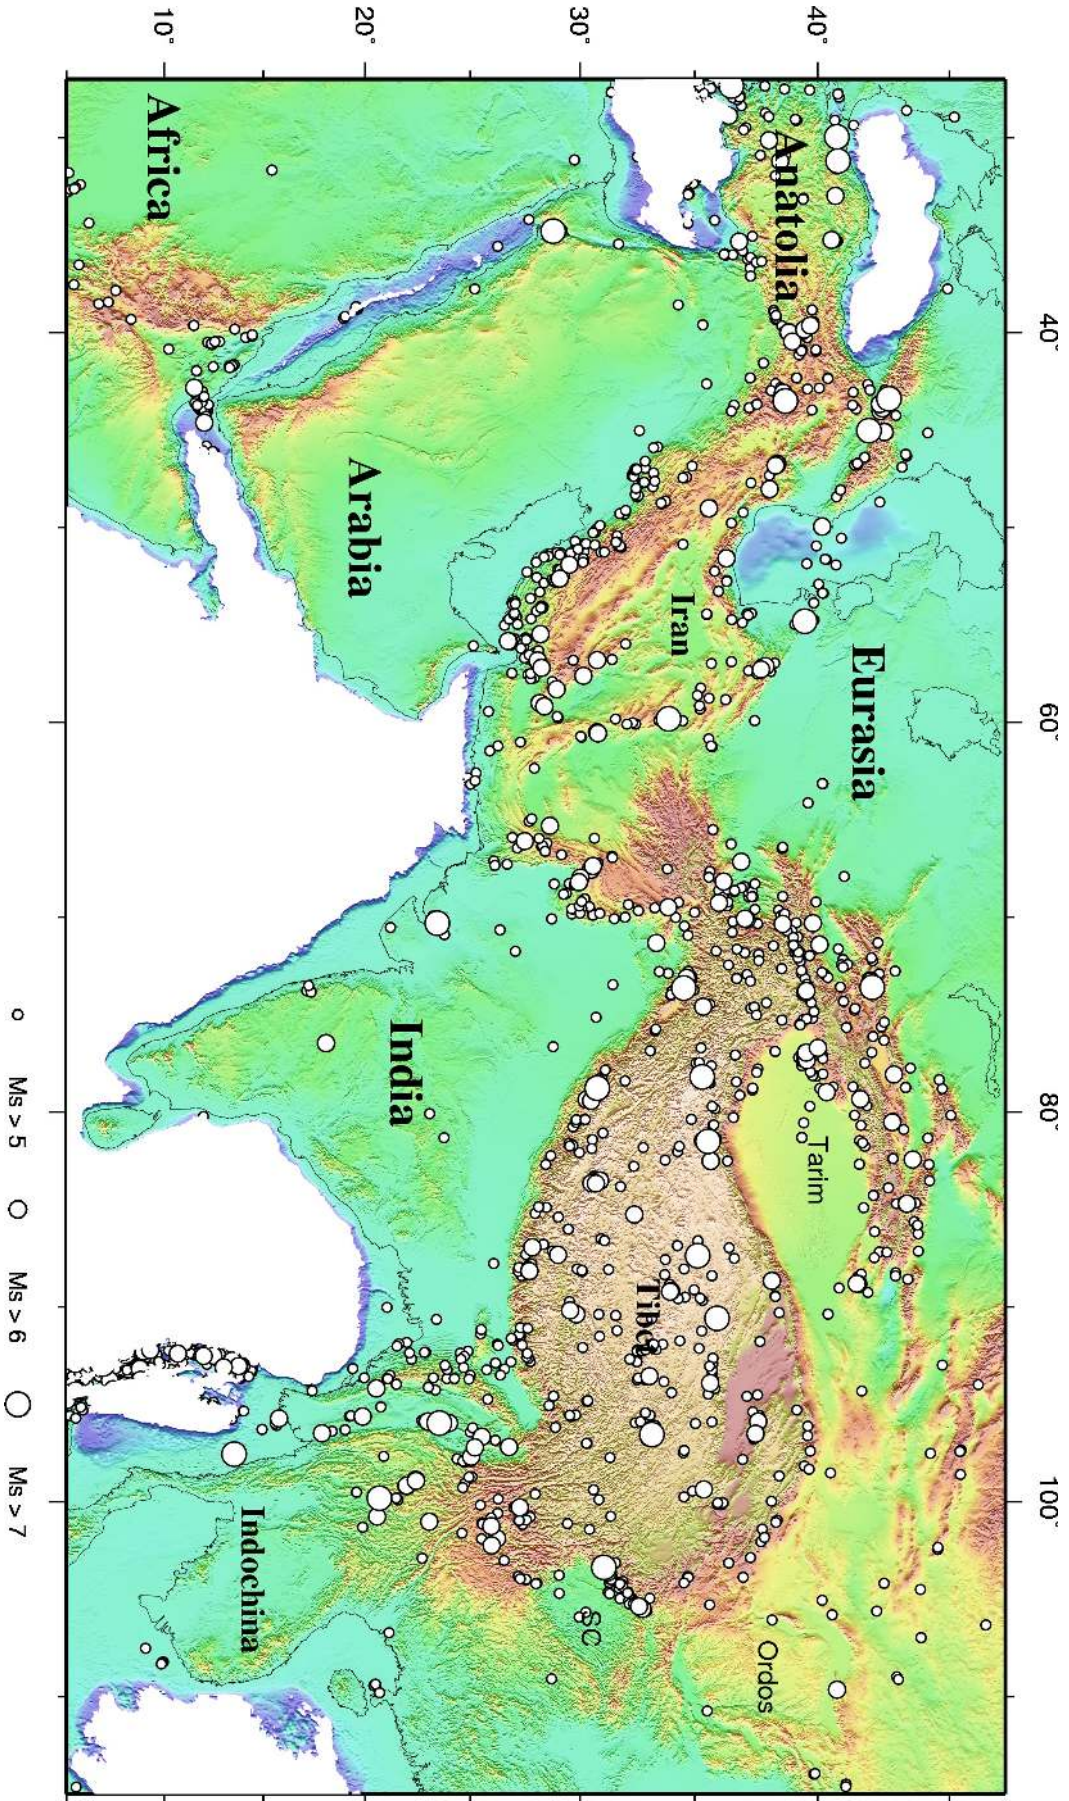 40°
60°
80°
100°
40°
30°
20°
10°
Anatolia
Eurasia
Iran
Tarim
Tibet
Ordos
SC
Africa
Arabia
India
Indochina
Ms > 5
Ms > 6
Ms > 7